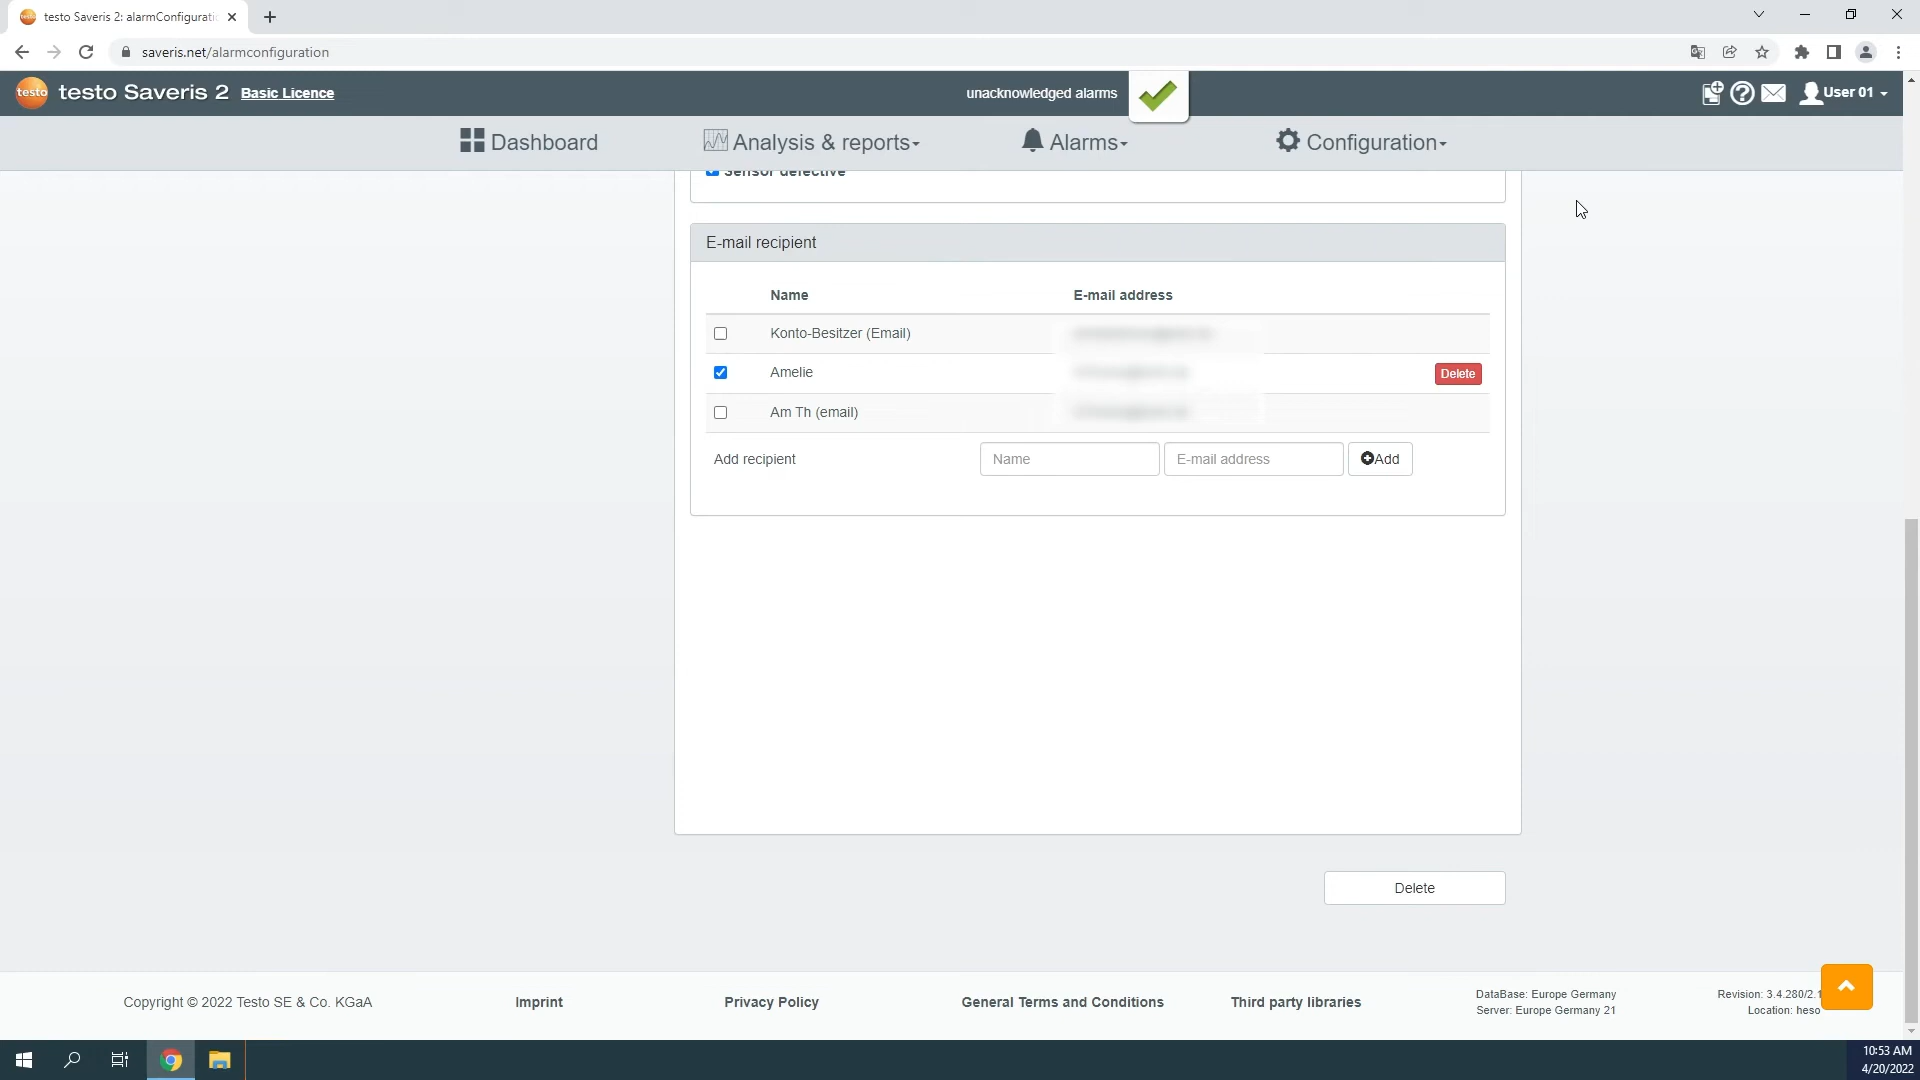 testo Saveris 2: alarmConfigurati
saveris.net/alarmconfiguration
testo testo Saveris 2 Basic Licence unacknowledged alarms User 01
Dashboard Analysis & reports Alarms Configuration
Sensor defective
E-mail recipient
Name E-mail address
Konto-Besitzer (Email)
Amelie Delete
Am Th (email)
Add recipient Name E-mail address Add
Delete
Copyright © 2022 Testo SE & Co. KGaA Imprint Privacy Policy General Terms and Conditions Third party libraries
DataBase: Europe Germany
Server: Europe Germany 21
Revision: 3.4.280/2.1
Location: heso
10:53 AM
4/20/2022